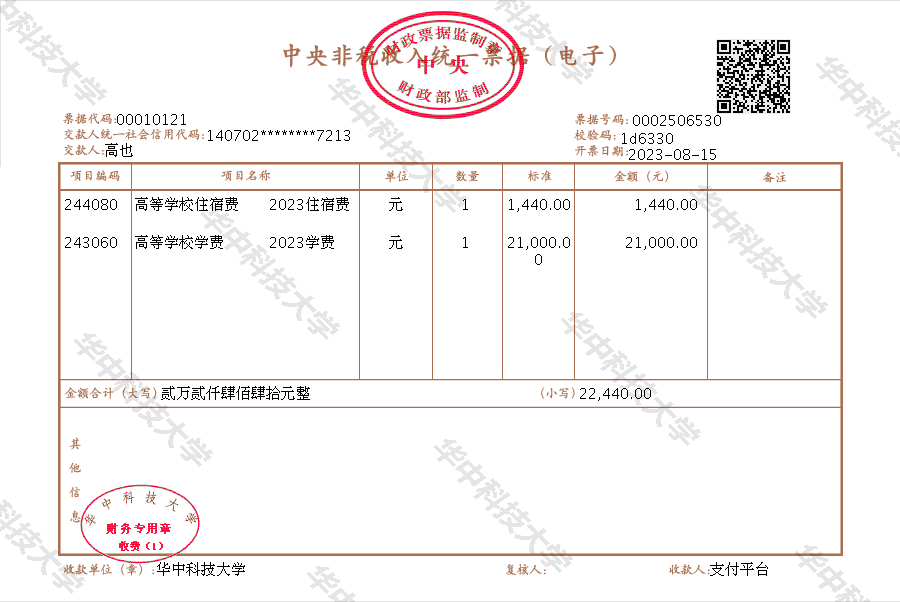 中央非税收入统一票据（电子）
财政票据监制章
中央
财政部监制
票据代码:00010121
票据号码:0002506530
交款人统一社会信用代码:140702********7213
校验码:1d6330
交款人:高也
开票日期:2023-08-15
项目编码 项目名称 单位 数量 标准 金额（元） 备注
244080 高等学校住宿费 2023住宿费 元 1 1,440.00 1,440.00
243060 高等学校学费 2023学费 元 1 21,000.00 21,000.00
金额合计（大写）贰万贰仟肆佰肆拾元整 （小写）22,440.00
其他信息
华中科技大学
财务专用章
收费（1）
收款单位（章）:华中科技大学 复核人: 收款人:支付平台
华中科技大学
华中科技大学
华中科技大学
华中科技大学
华中科技大学
华中科技大学
华中科技大学
华中科技大学